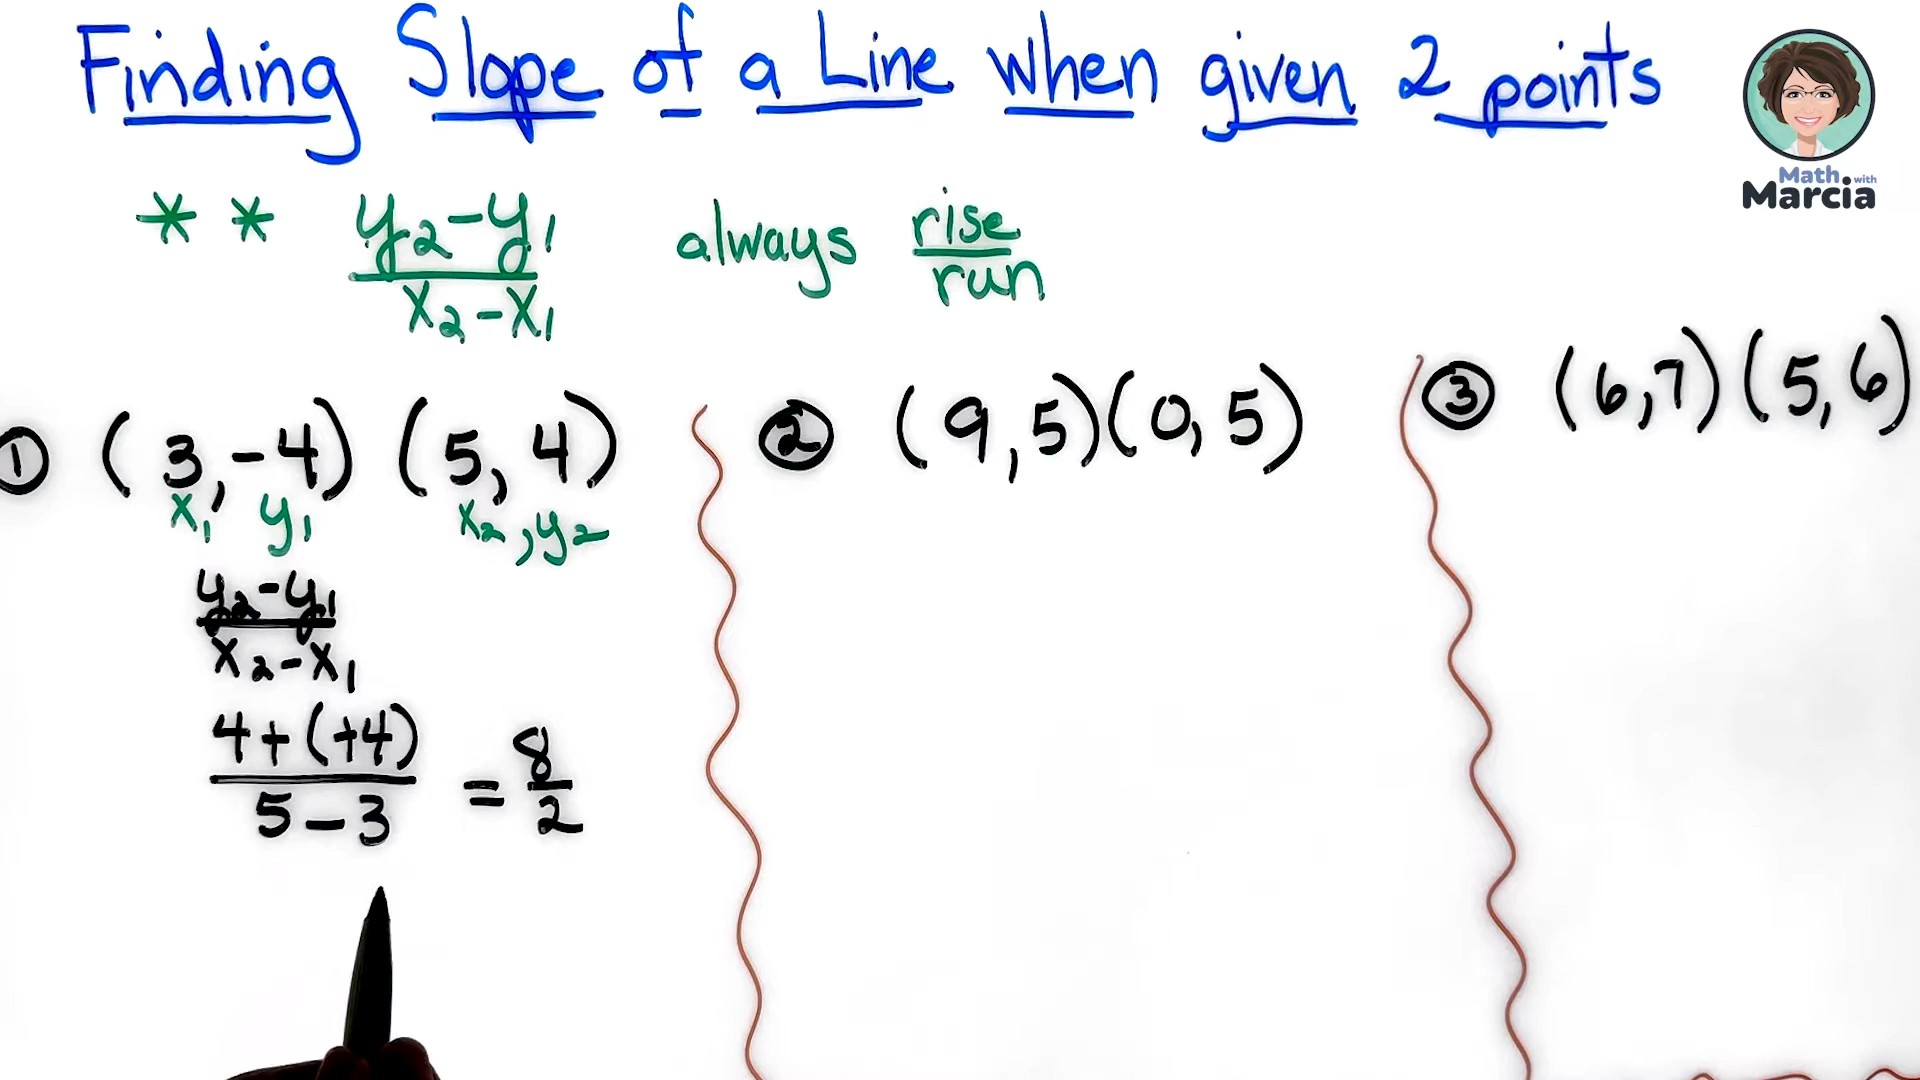 Finding Slope of a Line when given 2 points
Math with
Marcia
* * y2-y1 always rise
x2-x1 run
① (3,-4) (5,4)
x1 y1 x2,y2
y2-y1
x2-x1
4+(+4)
5-3
= 8
2
② (9,5)(0,5)
③ (6,7)(5,6)